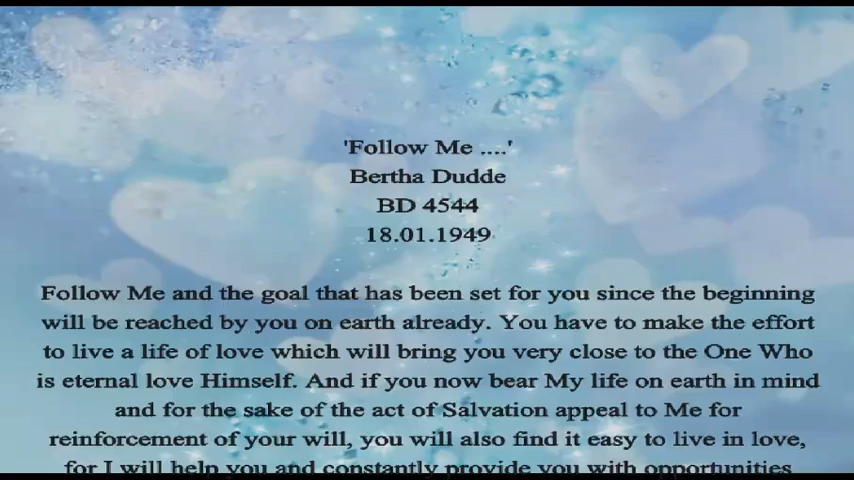 'Follow Me ....'
Bertha Dudde
BD 4544
18.01.1949
Follow Me and the goal that has been set for you since the beginning
will be reached by you on earth already. You have to make the effort
to live a life of love which will bring you very close to the One Who
is eternal love Himself. And if you now bear My life on earth in mind
and for the sake of the act of Salvation appeal to Me for
reinforcement of your will, you will also find it easy to live in love,
for I will help you and constantly provide you with opportunities